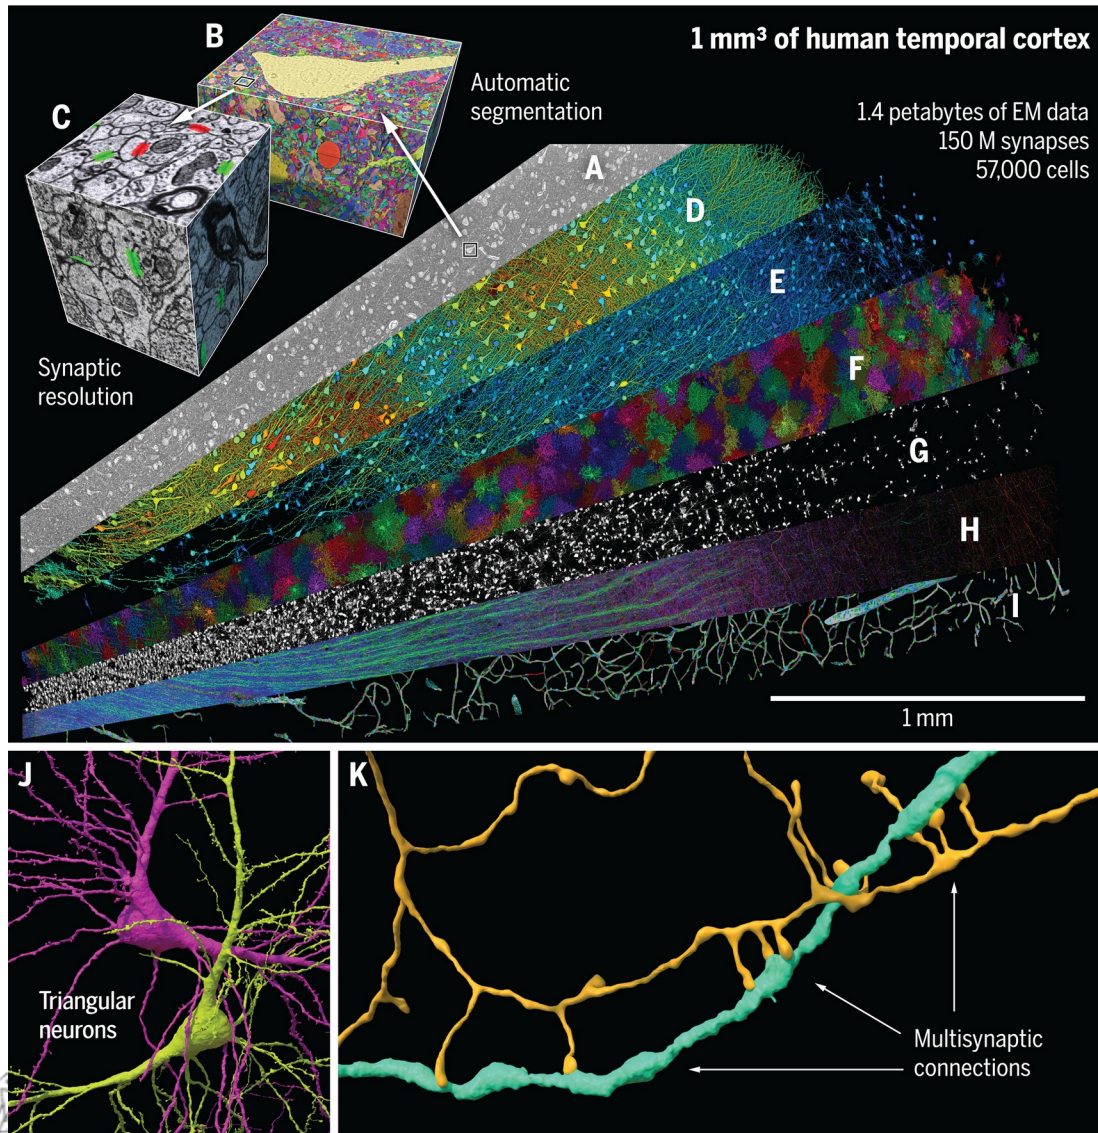 1 mm³ of human temporal cortex
1.4 petabytes of EM data
150 M synapses
57,000 cells
B
Automatic
segmentation
C
A
D
E
Synaptic
resolution
F
G
H
I
1 mm
J
Triangular
neurons
K
Multisynaptic
connections